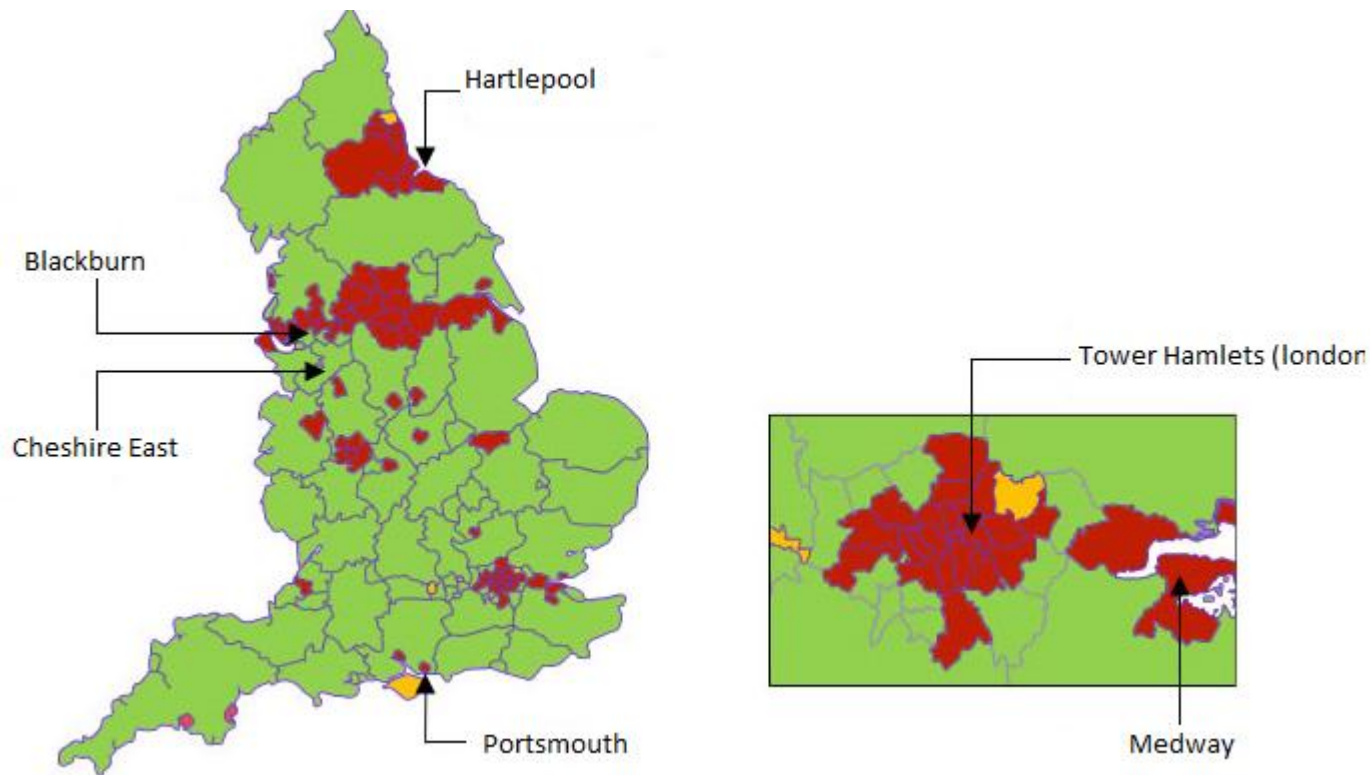 Hartlepool
Blackburn
Tower Hamlets (london
Cheshire East
Portsmouth
Medway